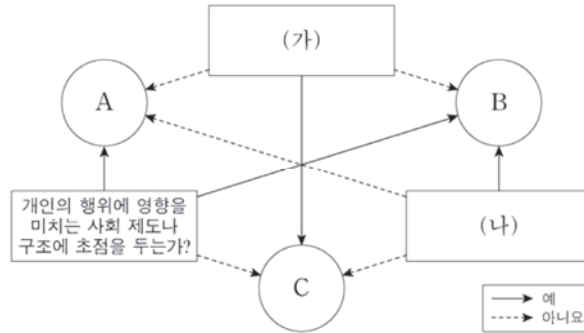 (가)
A
B
개인의 행위에 영향을
미치는 사회 제도나
구조에 초점을 두는가?
(나)
C
예
아니요